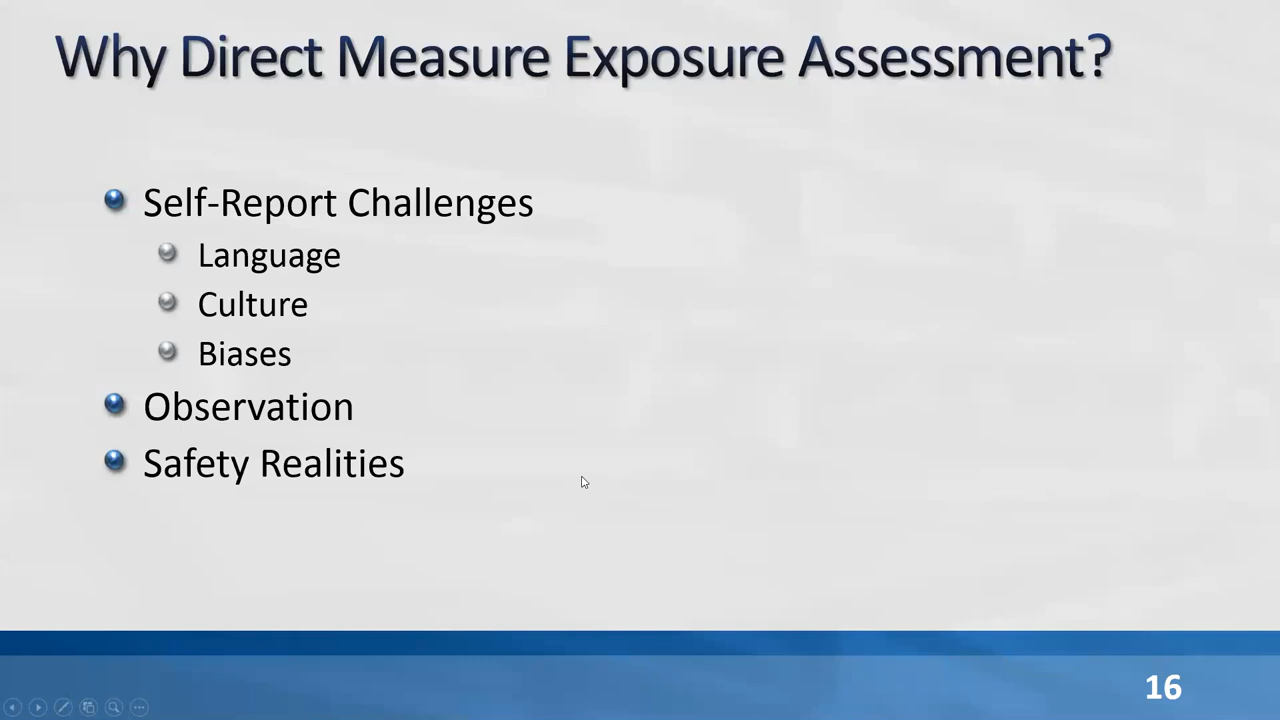 Why Direct Measure Exposure Assessment?
Self-Report Challenges
Language
Culture
Biases
Observation
Safety Realities
16